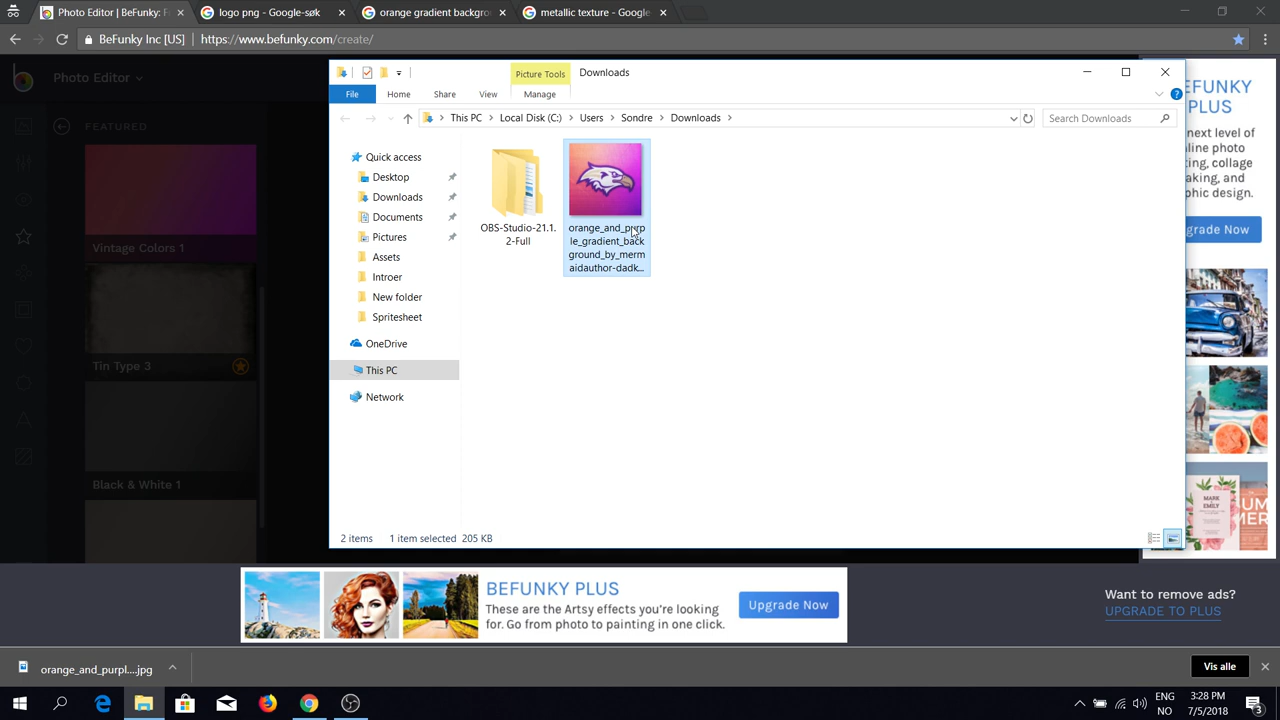 Photo Editor | BeFunky: F
logo png - Google-søk
orange gradient backgro
metallic texture - Google-
BeFunky Inc [US]
https://www.befunky.com/create/
Photo Editor
FEATURED
Vintage Colors 1
Tin Type 3
Black & White 1
Picture Tools
Downloads
File
Home
Share
View
Manage
This PC
Local Disk (C:)
Users
Sondre
Downloads
Search Downloads
Quick access
Desktop
Downloads
Documents
Pictures
Assets
Introer
New folder
Spritesheet
OneDrive
This PC
Network
OBS-Studio-21.1.
2-Full
orange_and_purp
le_gradient_back
ground_by_merm
aidauthor-dadk...
2 items
1 item selected 205 KB
EFUNKY
PLUS
next level of
line photo
ing, collage
aking, and
phic design.
grade Now
MARK
&
EMILY
BEFUNKY PLUS
These are the Artsy effects you're looking
for. Go from photo to painting in one click.
Upgrade Now
Want to remove ads?
UPGRADE TO PLUS
orange_and_purpl....jpg
Vis alle
ENG
NO
3:28 PM
7/5/2018
3